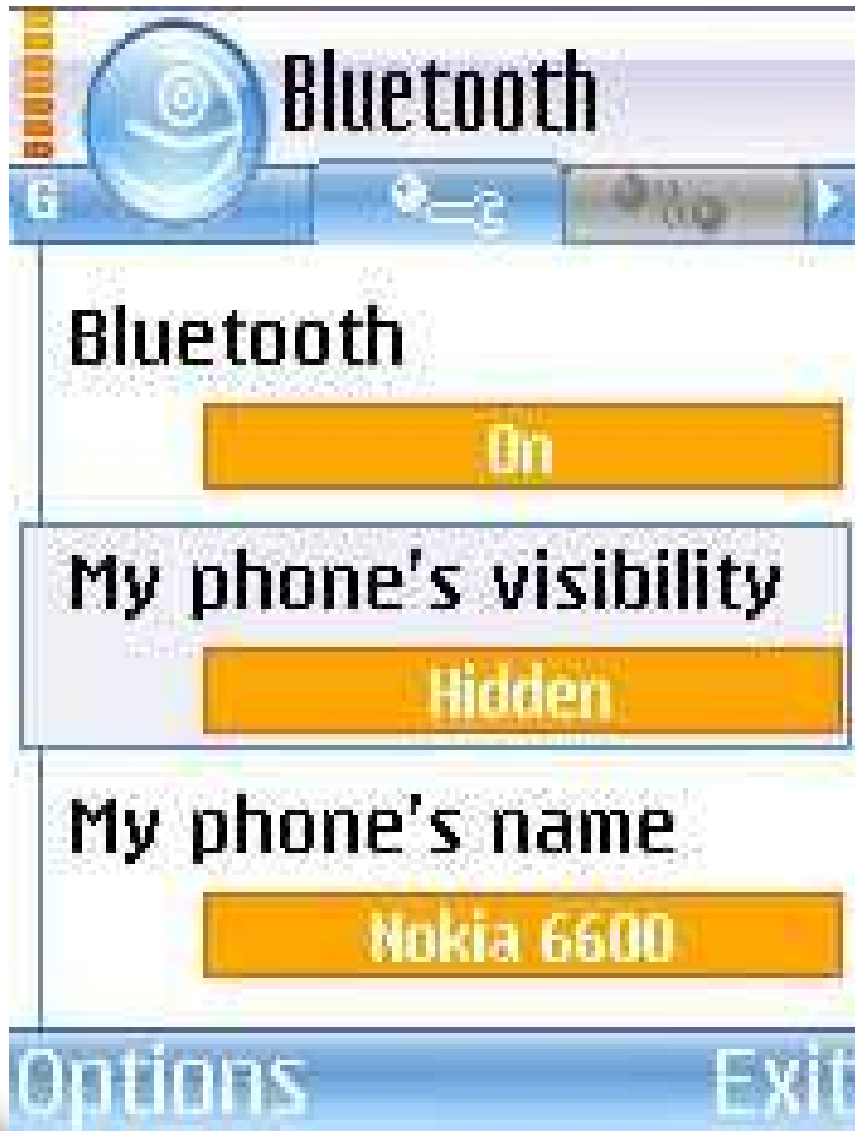 Bluetooth
G
Bluetooth
On
My phone's visibility
Hidden
My phone's name
Nokia 6600
Options Exit